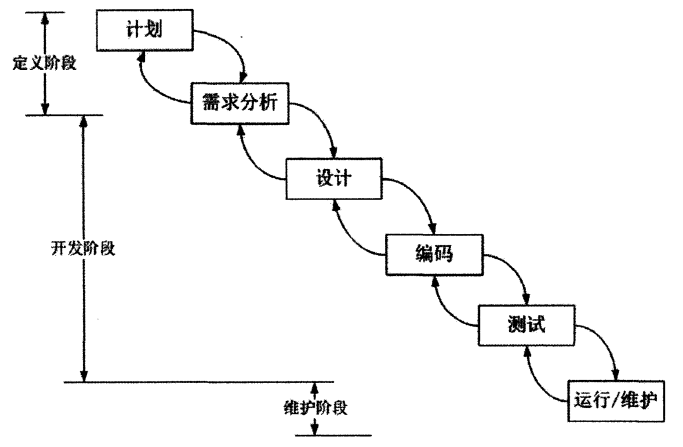 计划
定义阶段
需求分析
设计
开发阶段
编码
测试
运行/维护
维护阶段